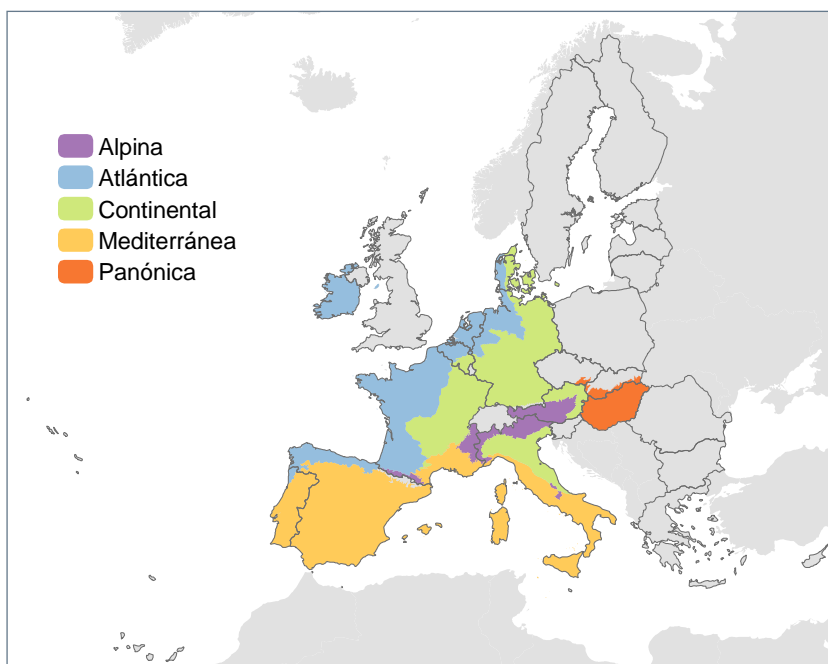 Alpina
Atlántica
Continental
Mediterránea
Panónica